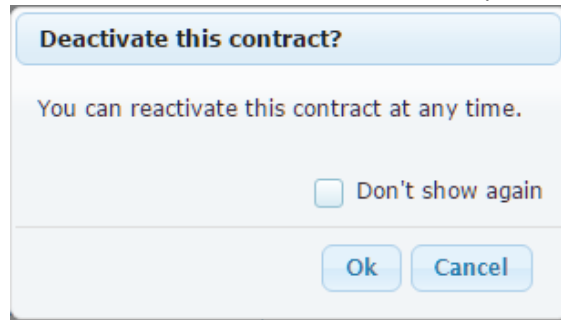 Deactivate this contract?
You can reactivate this contract at any time.
Don't show again
Ok Cancel